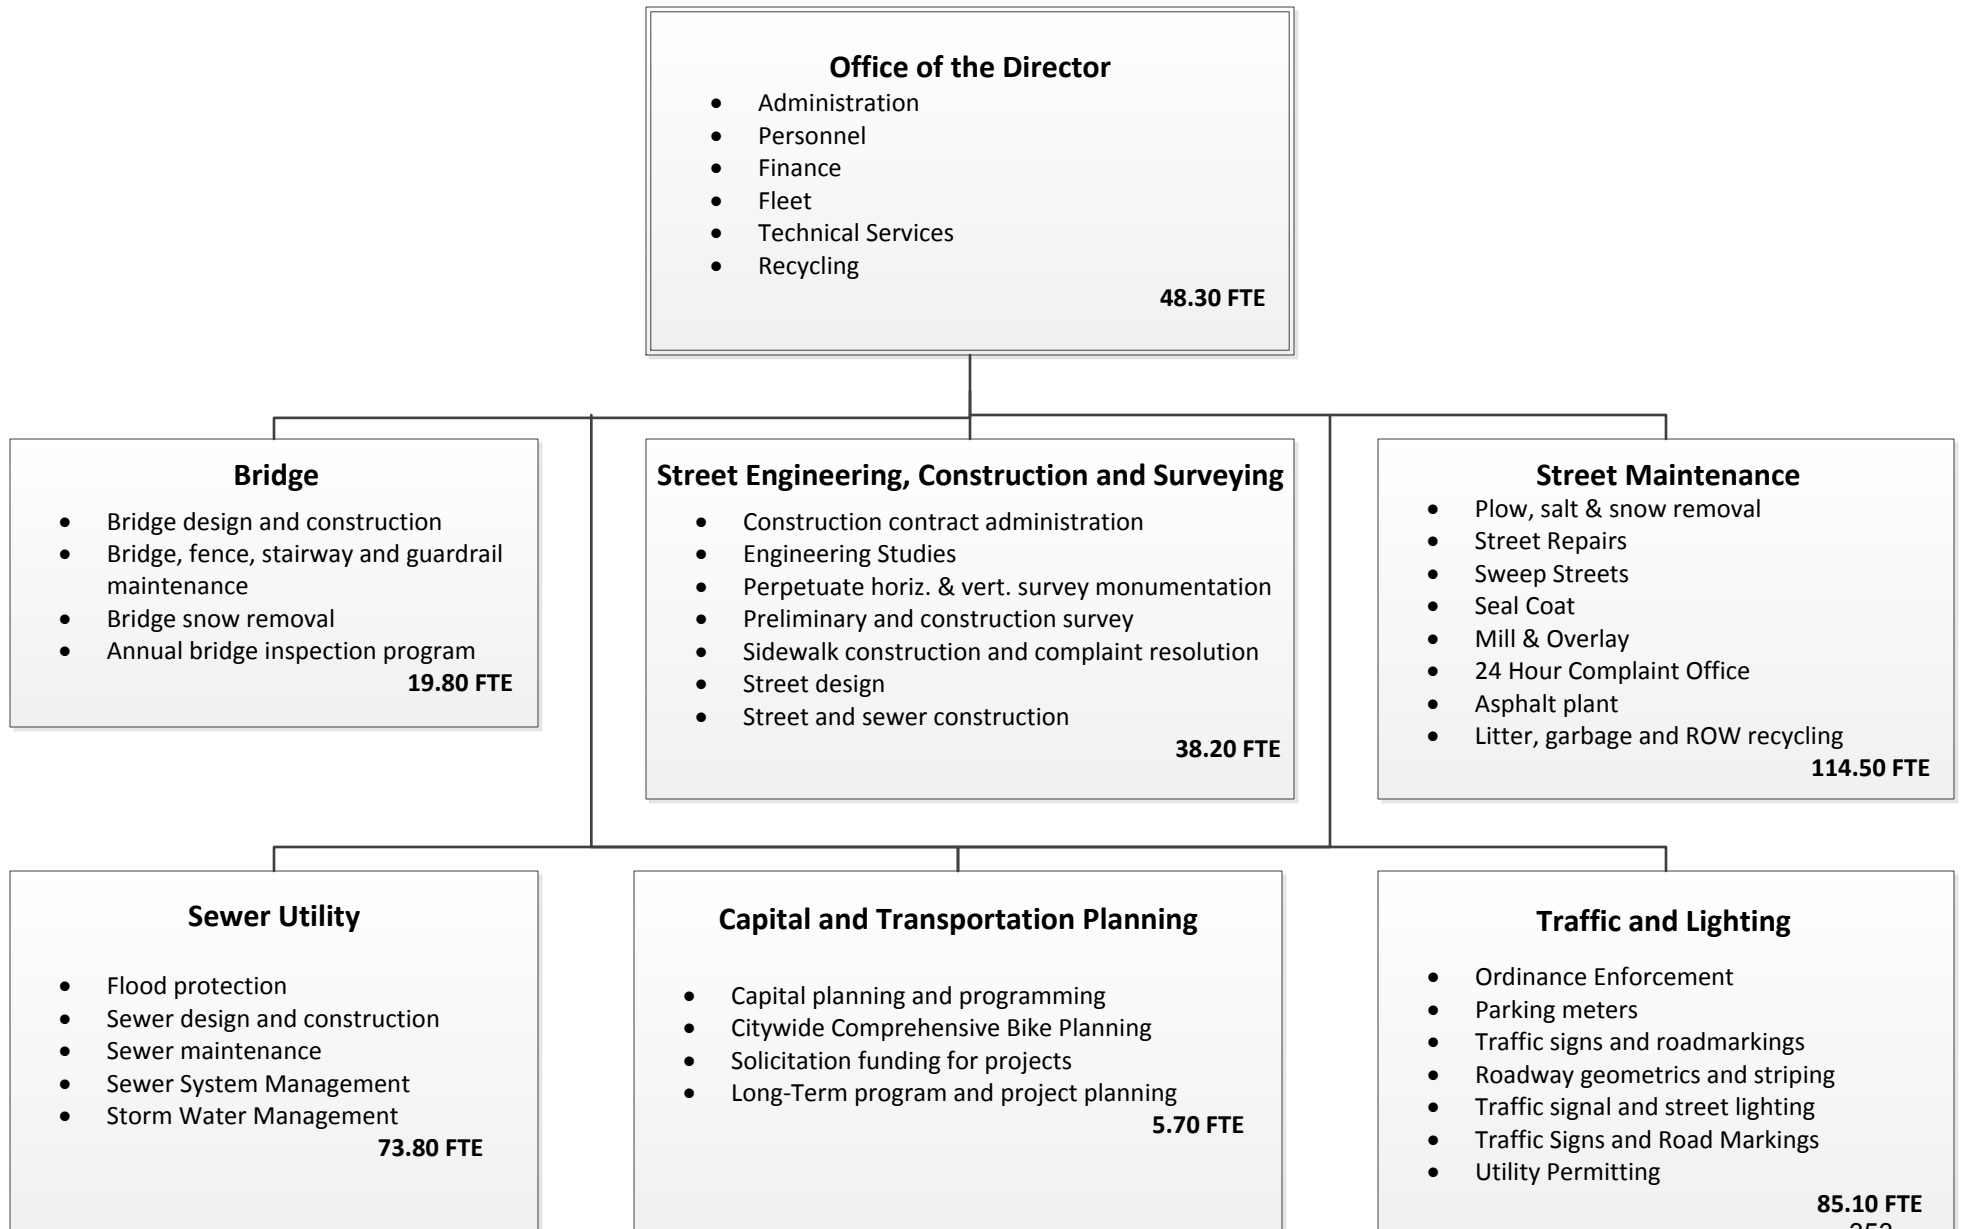 Office of the Director
• Administration
• Personnel
• Finance
• Fleet
• Technical Services
• Recycling
48.30 FTE
Bridge
• Bridge design and construction
• Bridge, fence, stairway and guardrail
maintenance
• Bridge snow removal
• Annual bridge inspection program
19.80 FTE
Street Engineering, Construction and Surveying
• Construction contract administration
• Engineering Studies
• Perpetuate horiz. & vert. survey monumentation
• Preliminary and construction survey
• Sidewalk construction and complaint resolution
• Street design
• Street and sewer construction
38.20 FTE
Street Maintenance
• Plow, salt & snow removal
• Street Repairs
• Sweep Streets
• Seal Coat
• Mill & Overlay
• 24 Hour Complaint Office
• Asphalt plant
• Litter, garbage and ROW recycling
114.50 FTE
Sewer Utility
• Flood protection
• Sewer design and construction
• Sewer maintenance
• Sewer System Management
• Storm Water Management
73.80 FTE
Capital and Transportation Planning
• Capital planning and programming
• Citywide Comprehensive Bike Planning
• Solicitation funding for projects
• Long-Term program and project planning
5.70 FTE
Traffic and Lighting
• Ordinance Enforcement
• Parking meters
• Traffic signs and roadmarkings
• Roadway geometrics and striping
• Traffic signal and street lighting
• Traffic Signs and Road Markings
• Utility Permitting
85.10 FTE